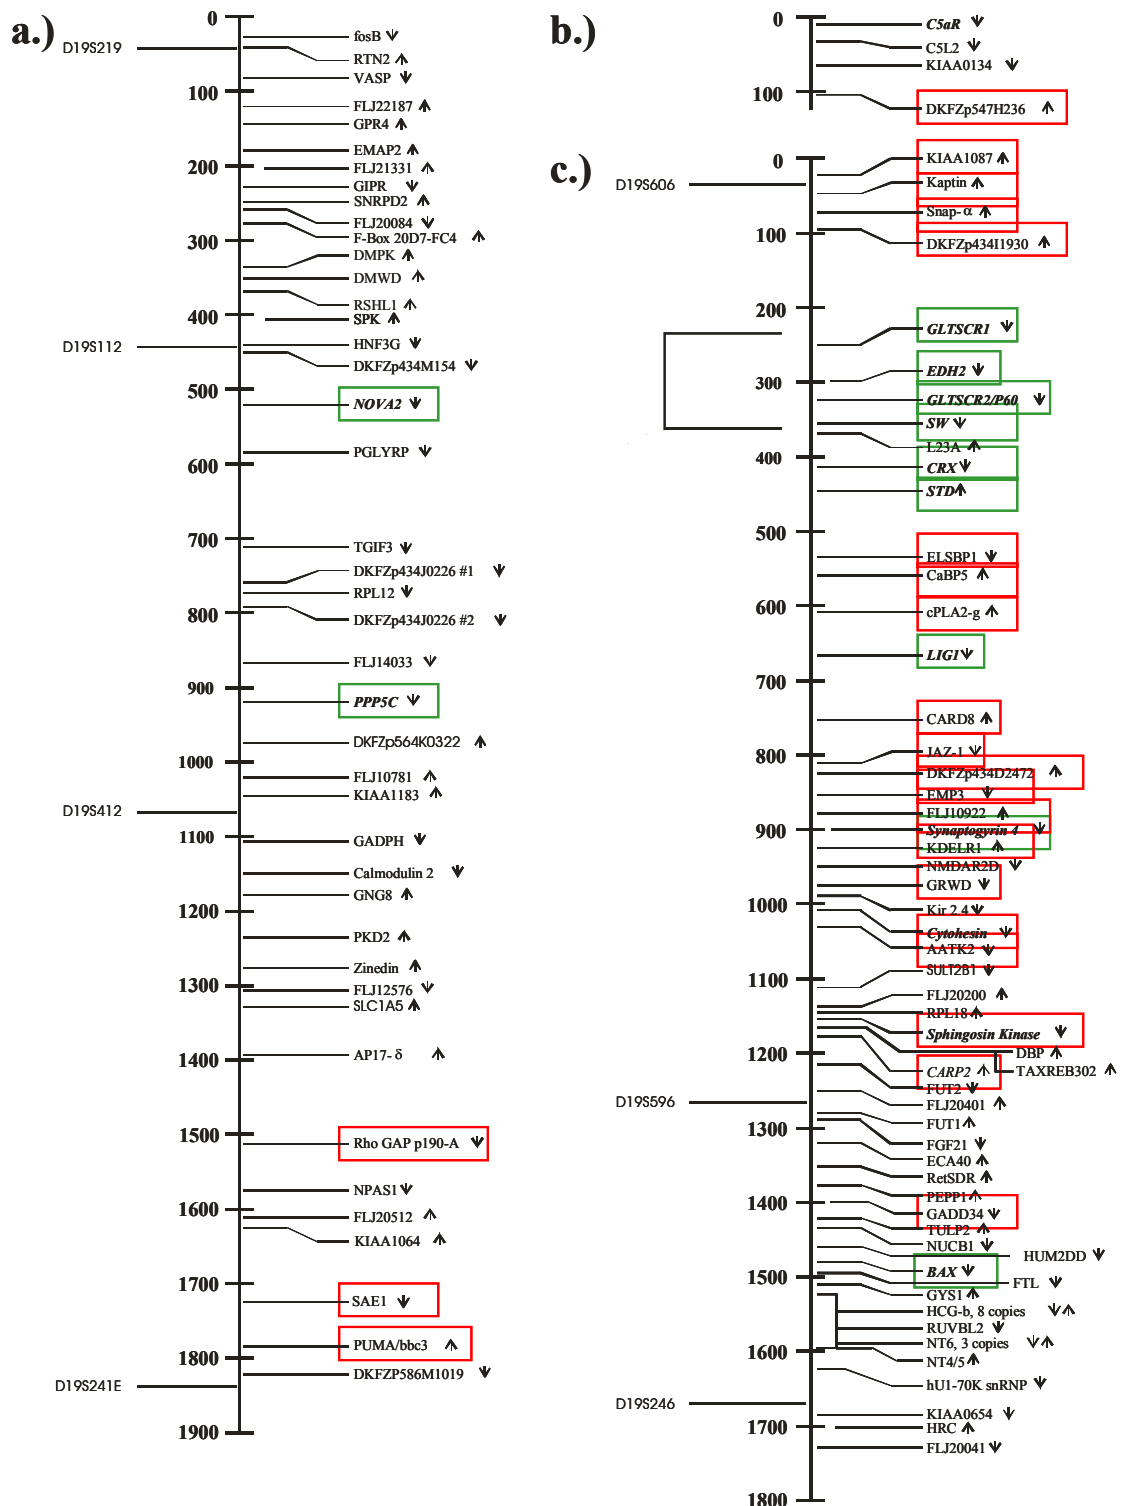 a.)
0
fosB
D19S219
RTN2
VASP
100
FLJ22187
GPR4
EMAP2
200
FLJ21331
GIPR
SNRPD2
FLJ20084
300
F-Box 20D7-FC4
DMPK
DMWD
RSHL1
400
SPK
D19S112
HNF3G
DKFZp434M154
500
NOVA2
PGLYRP
600
700
TGIF3
DKFZp434J0226 #1
RPL12
800
DKFZp434J0226 #2
FLJ14033
900
PPP5C
DKFZp564K0322
1000
FLJ10781
KIAA1183
D19S412
1100
GADPH
Calmodulin 2
GNG8
1200
PKD2
Zinedin
1300
FLJ12576
SLC1A5
1400
AP17-δ
1500
Rho GAP p190-A
NPAS1
1600
FLJ20512
KIAA1064
1700
SAE1
PUMA/bbc3
1800
DKFZP586M1019
D19S241E
1900
b.)
0
C5aR
C5L2
KIAA0134
100
DKFZp547H236
c.)
0
KIAA1087
D19S606
Kaptin
Snap-α
100
DKFZp434I1930
200
GLTSCR1
300
EDH2
GLTSCR2/P60
SW
L23A
400
CRX
STD
500
ELSBP1
CaBP5
600
cPLA2-g
LIG1
700
CARD8
800
JAZ-1
DKFZp434D2472
EMP3
FLJ10922
900
Synaptogyrin 4
KDELR1
NMDAR2D
GRWD
1000
Kir 2.4
Cytohesin
AATK2
1100
SULT2B1
FLJ20200
RPL18
Sphingosin Kinase
1200
DBP
CARP2
TAXREB302
FUT2
D19S596
FLJ20401
1300
FUT1
FGF21
ECA40
RetSDR
1400
PEPP1
GADD34
TULP2
NUCB1
HUM2DD
1500
BAX
FTL
GYS1
HCG-b, 8 copies
RUVBL2
NT6, 3 copies
1600
NT4/5
hU1-70K snRNP
D19S246
1700
KIAA0654
HRC
FLJ20041
1800